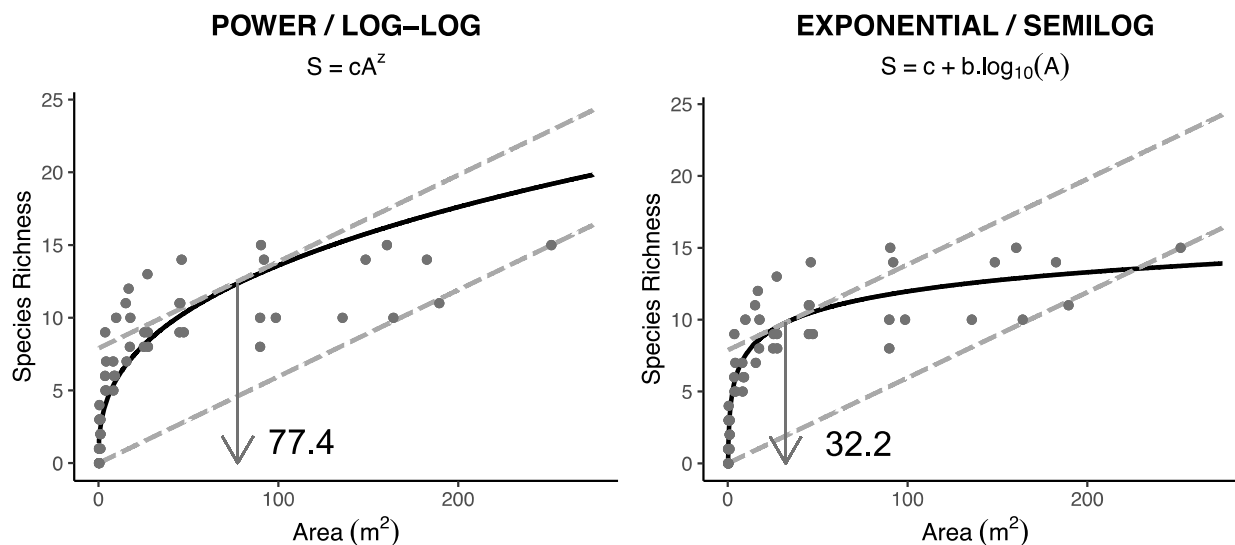 POWER / LOG–LOG
S = cA^z
25
20
15
10
5
0
Species Richness
77.4
0
100
200
Area (m²)
EXPONENTIAL / SEMILOG
S = c + b.log₁₀(A)
25
20
15
10
5
0
Species Richness
32.2
0
100
200
Area (m²)